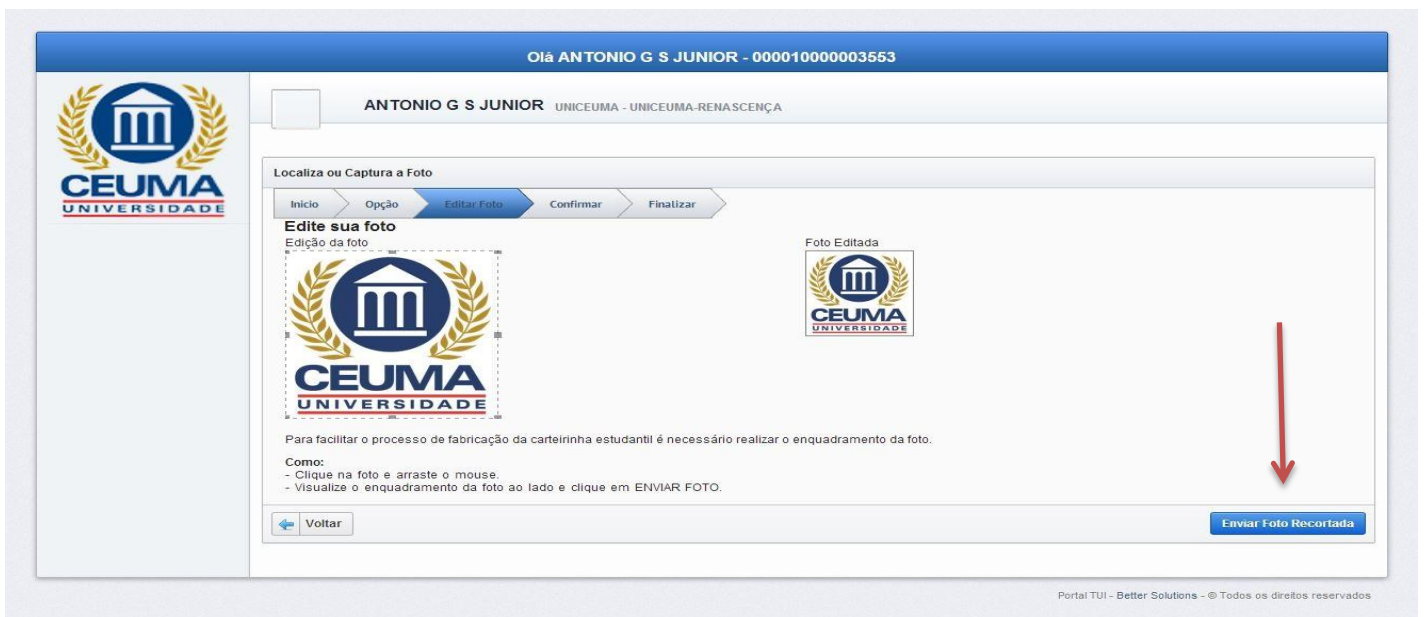 Olá ANTONIO G S JUNIOR - 000010000003553
CEUMA
UNIVERSIDADE
ANTONIO G S JUNIOR UNICEUMA - UNICEUMA-RENASCENÇA
Localiza ou Captura a Foto
Inicio Opção Editar Foto Confirmar Finalizar
Edite sua foto
Edição da foto
Foto Editada
CEUMA
UNIVERSIDADE
CEUMA
UNIVERSIDADE
Para facilitar o processo de fabricação da carteirinha estudantil é necessário realizar o enquadramento da foto.
Como:
- Clique na foto e arraste o mouse.
- Visualize o enquadramento da foto ao lado e clique em ENVIAR FOTO.
Voltar
Enviar Foto Recortada
Portal TUI - Better Solutions - © Todos os direitos reservados